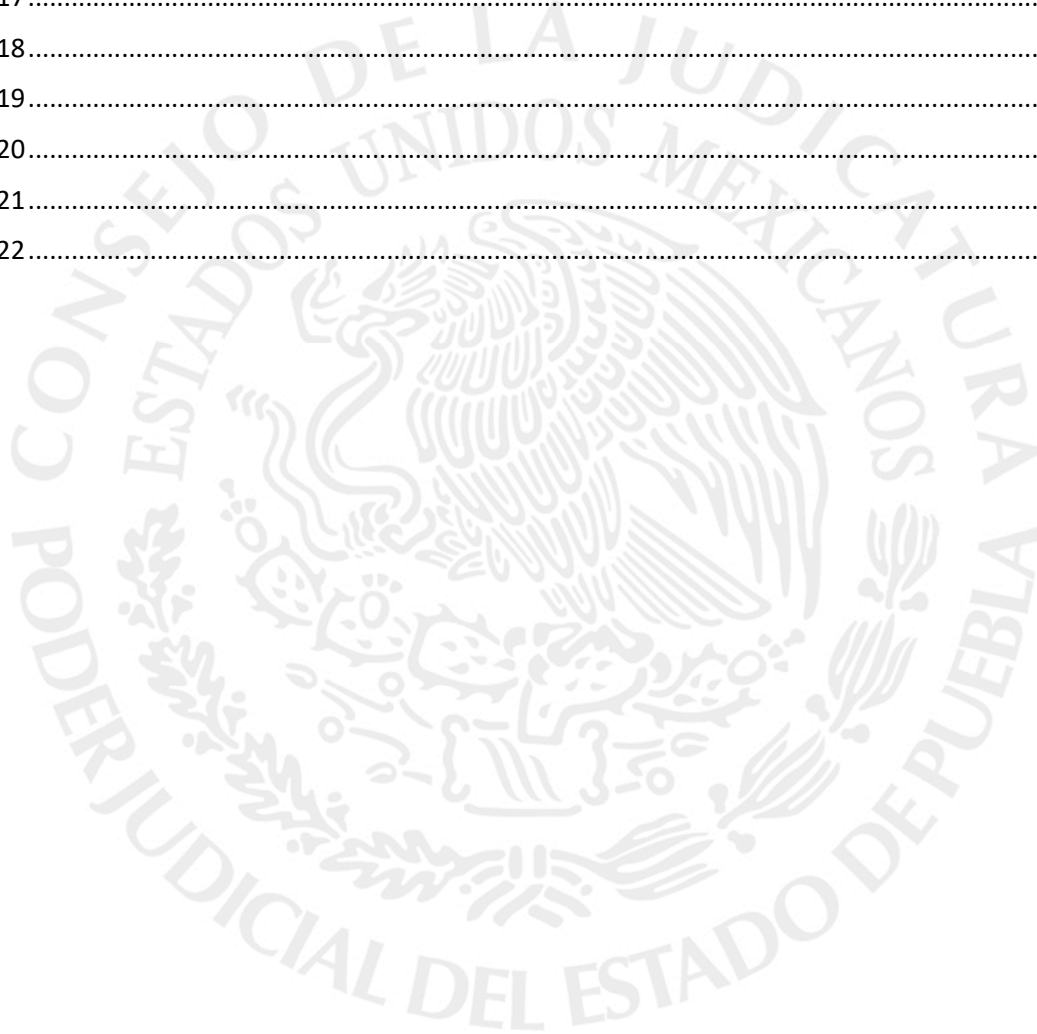 17....................................................................................................
18....................................................................................................
19....................................................................................................
20....................................................................................................
21....................................................................................................
22....................................................................................................
CONSEJO DE LA JUDICATURA
ESTADOS UNIDOS MEXICANOS
PODER JUDICIAL DEL ESTADO DE PUEBLA